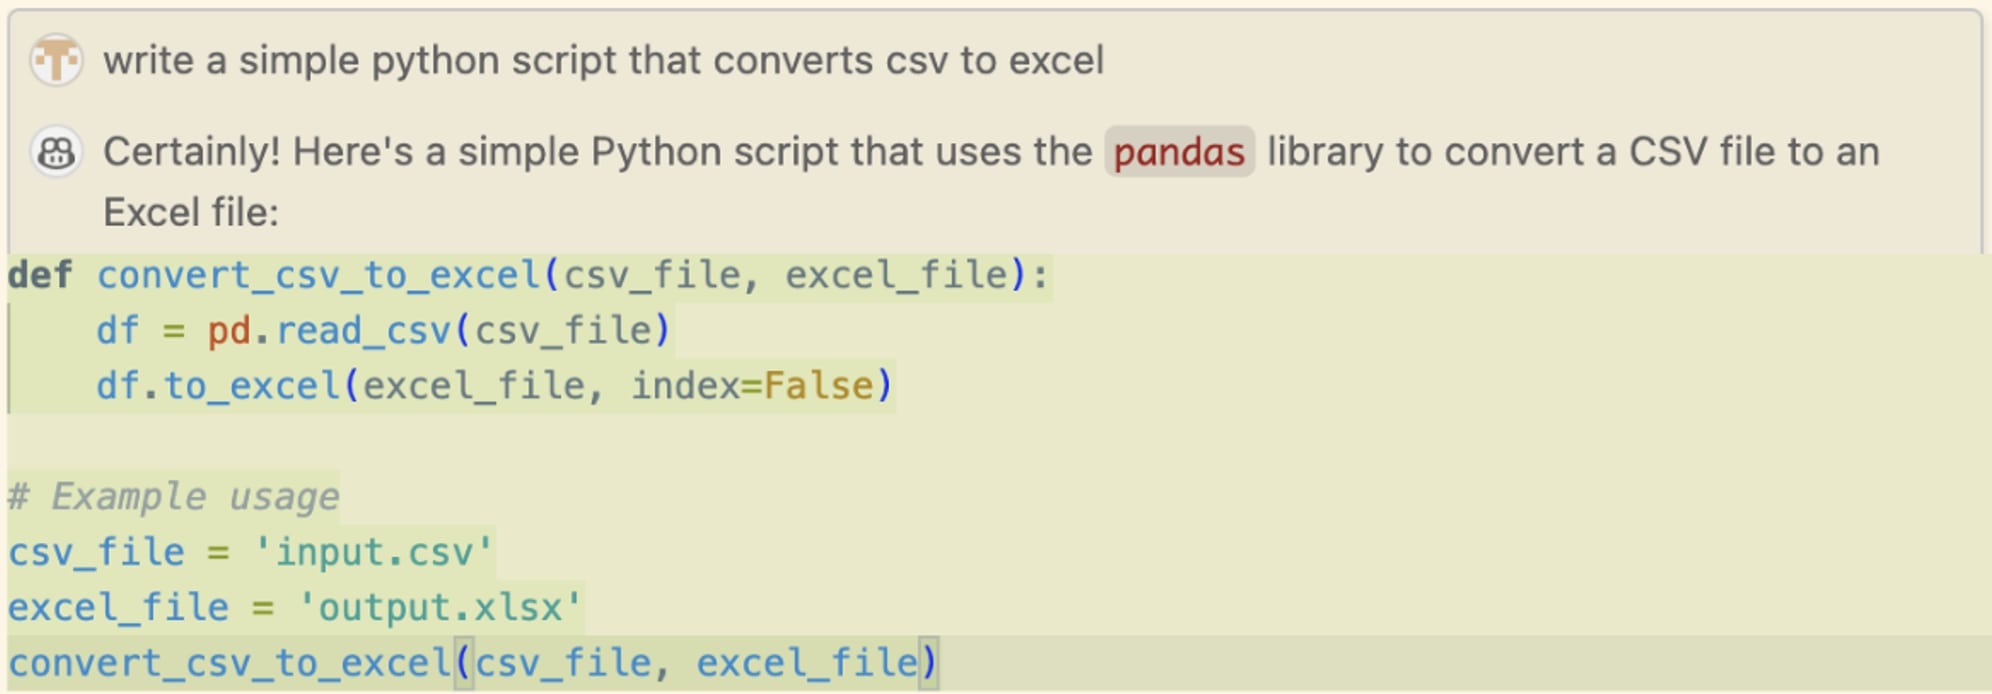 write a simple python script that converts csv to excel
Certainly! Here's a simple Python script that uses the pandas library to convert a CSV file to an
Excel file:
def convert_csv_to_excel(csv_file, excel_file):
    df = pd.read_csv(csv_file)
    df.to_excel(excel_file, index=False)

# Example usage
csv_file = 'input.csv'
excel_file = 'output.xlsx'
convert_csv_to_excel(csv_file, excel_file)